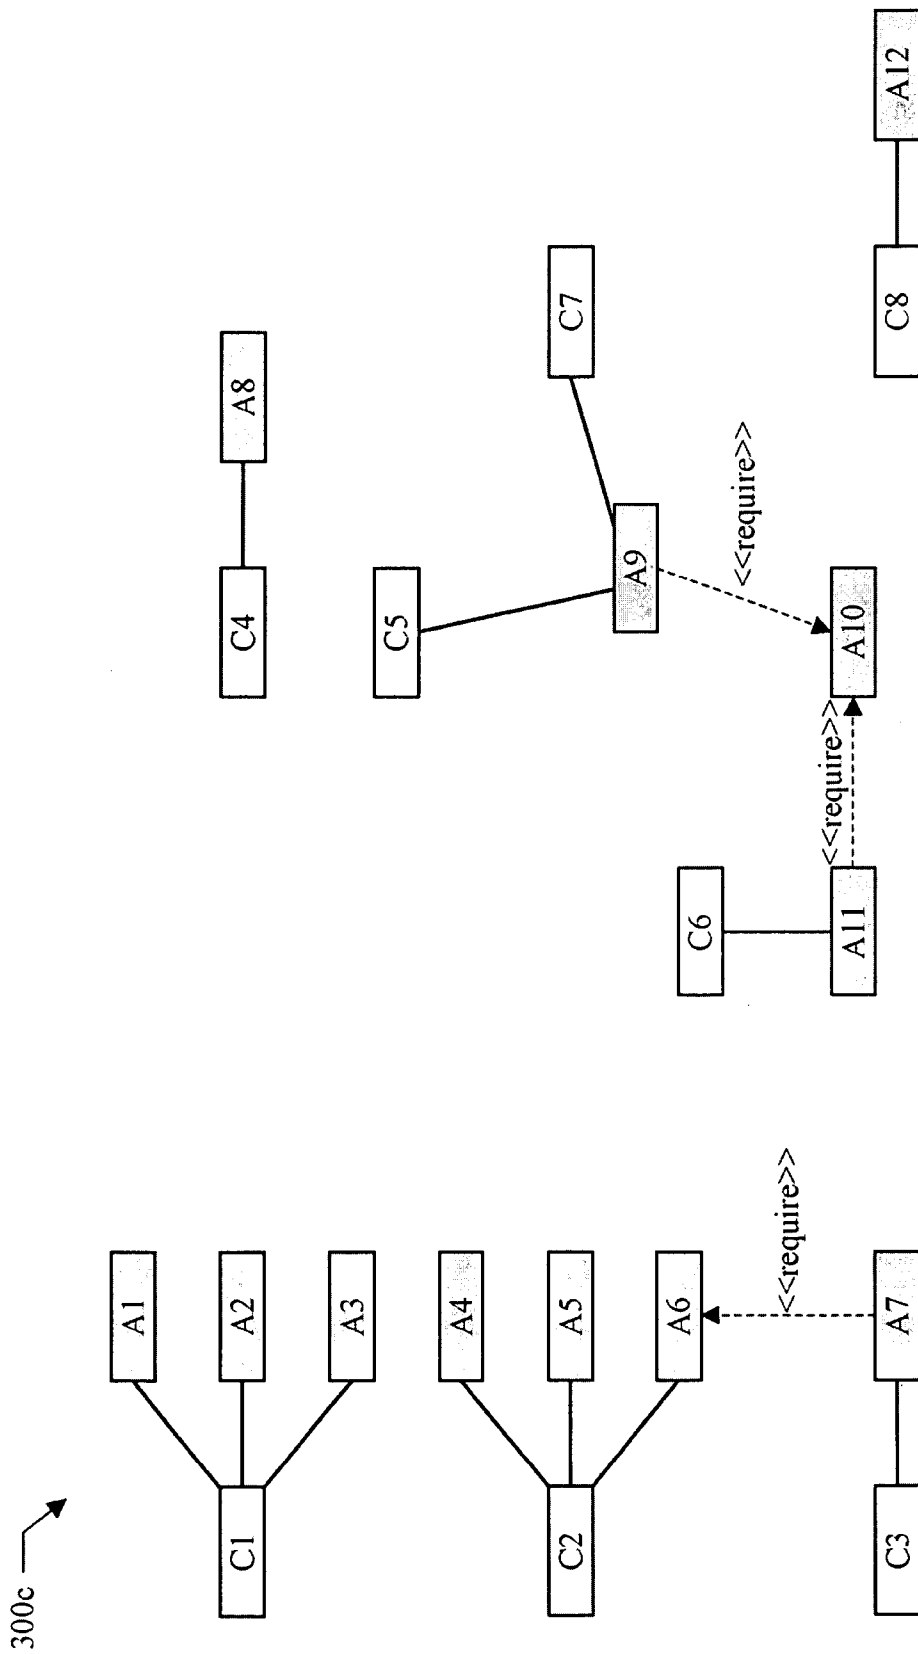 300c
C1
A1
A2
A3
C2
A4
A5
A6
<<require>>
C3
A7
C4
A8
C5
C7
A9
<<require>>
C6
A11
<<require>>
A10
C8
A12